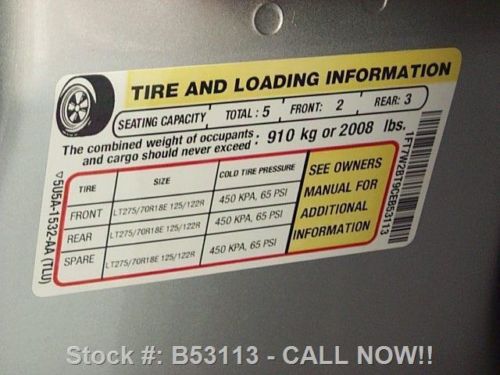 TIRE AND LOADING INFORMATION
SEATING CAPACITY TOTAL: 5 FRONT: 2 REAR: 3
The combined weight of occupants and cargo should never exceed: 910 kg or 2008 lbs.
TIRE SIZE COLD TIRE PRESSURE
FRONT LT275/70R18E 125/122R 450 KPA, 65 PSI
REAR LT275/70R18E 125/122R 450 KPA, 65 PSI
SPARE LT275/70R18E 125/122R 450 KPA, 65 PSI
SEE OWNERS
MANUAL FOR
ADDITIONAL
INFORMATION
▽5U5A-1532-AA (TLU)
1FT7W2BT9CEB53113
Stock #: B53113 - CALL NOW!!